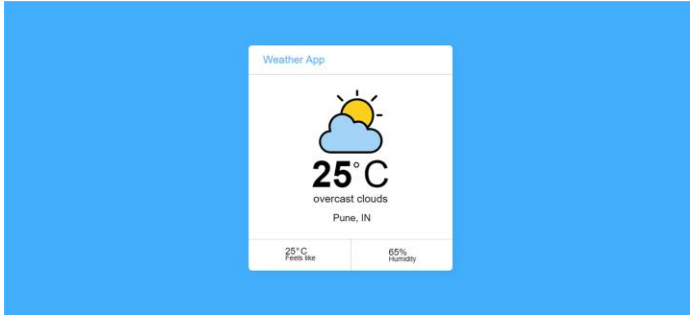 Weather App
25°C
overcast clouds
Pune, IN
25°C
Feels like
65%
Humidity